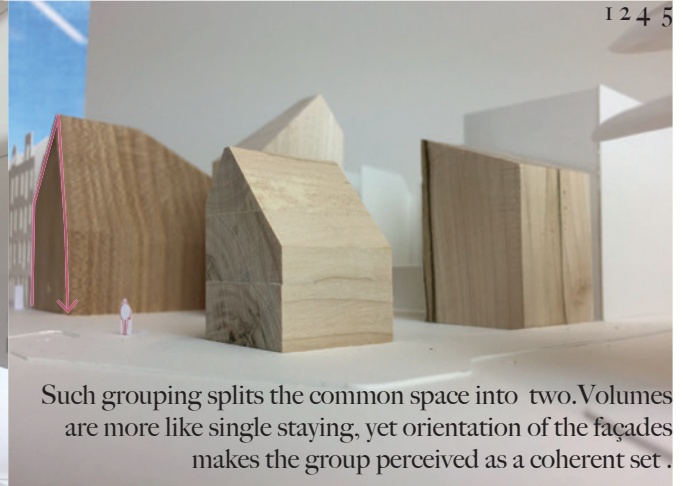 1 2 4 5
Such grouping splits the common space into two.Volumes
are more like single staying, yet orientation of the façades
makes the group perceived as a coherent set .